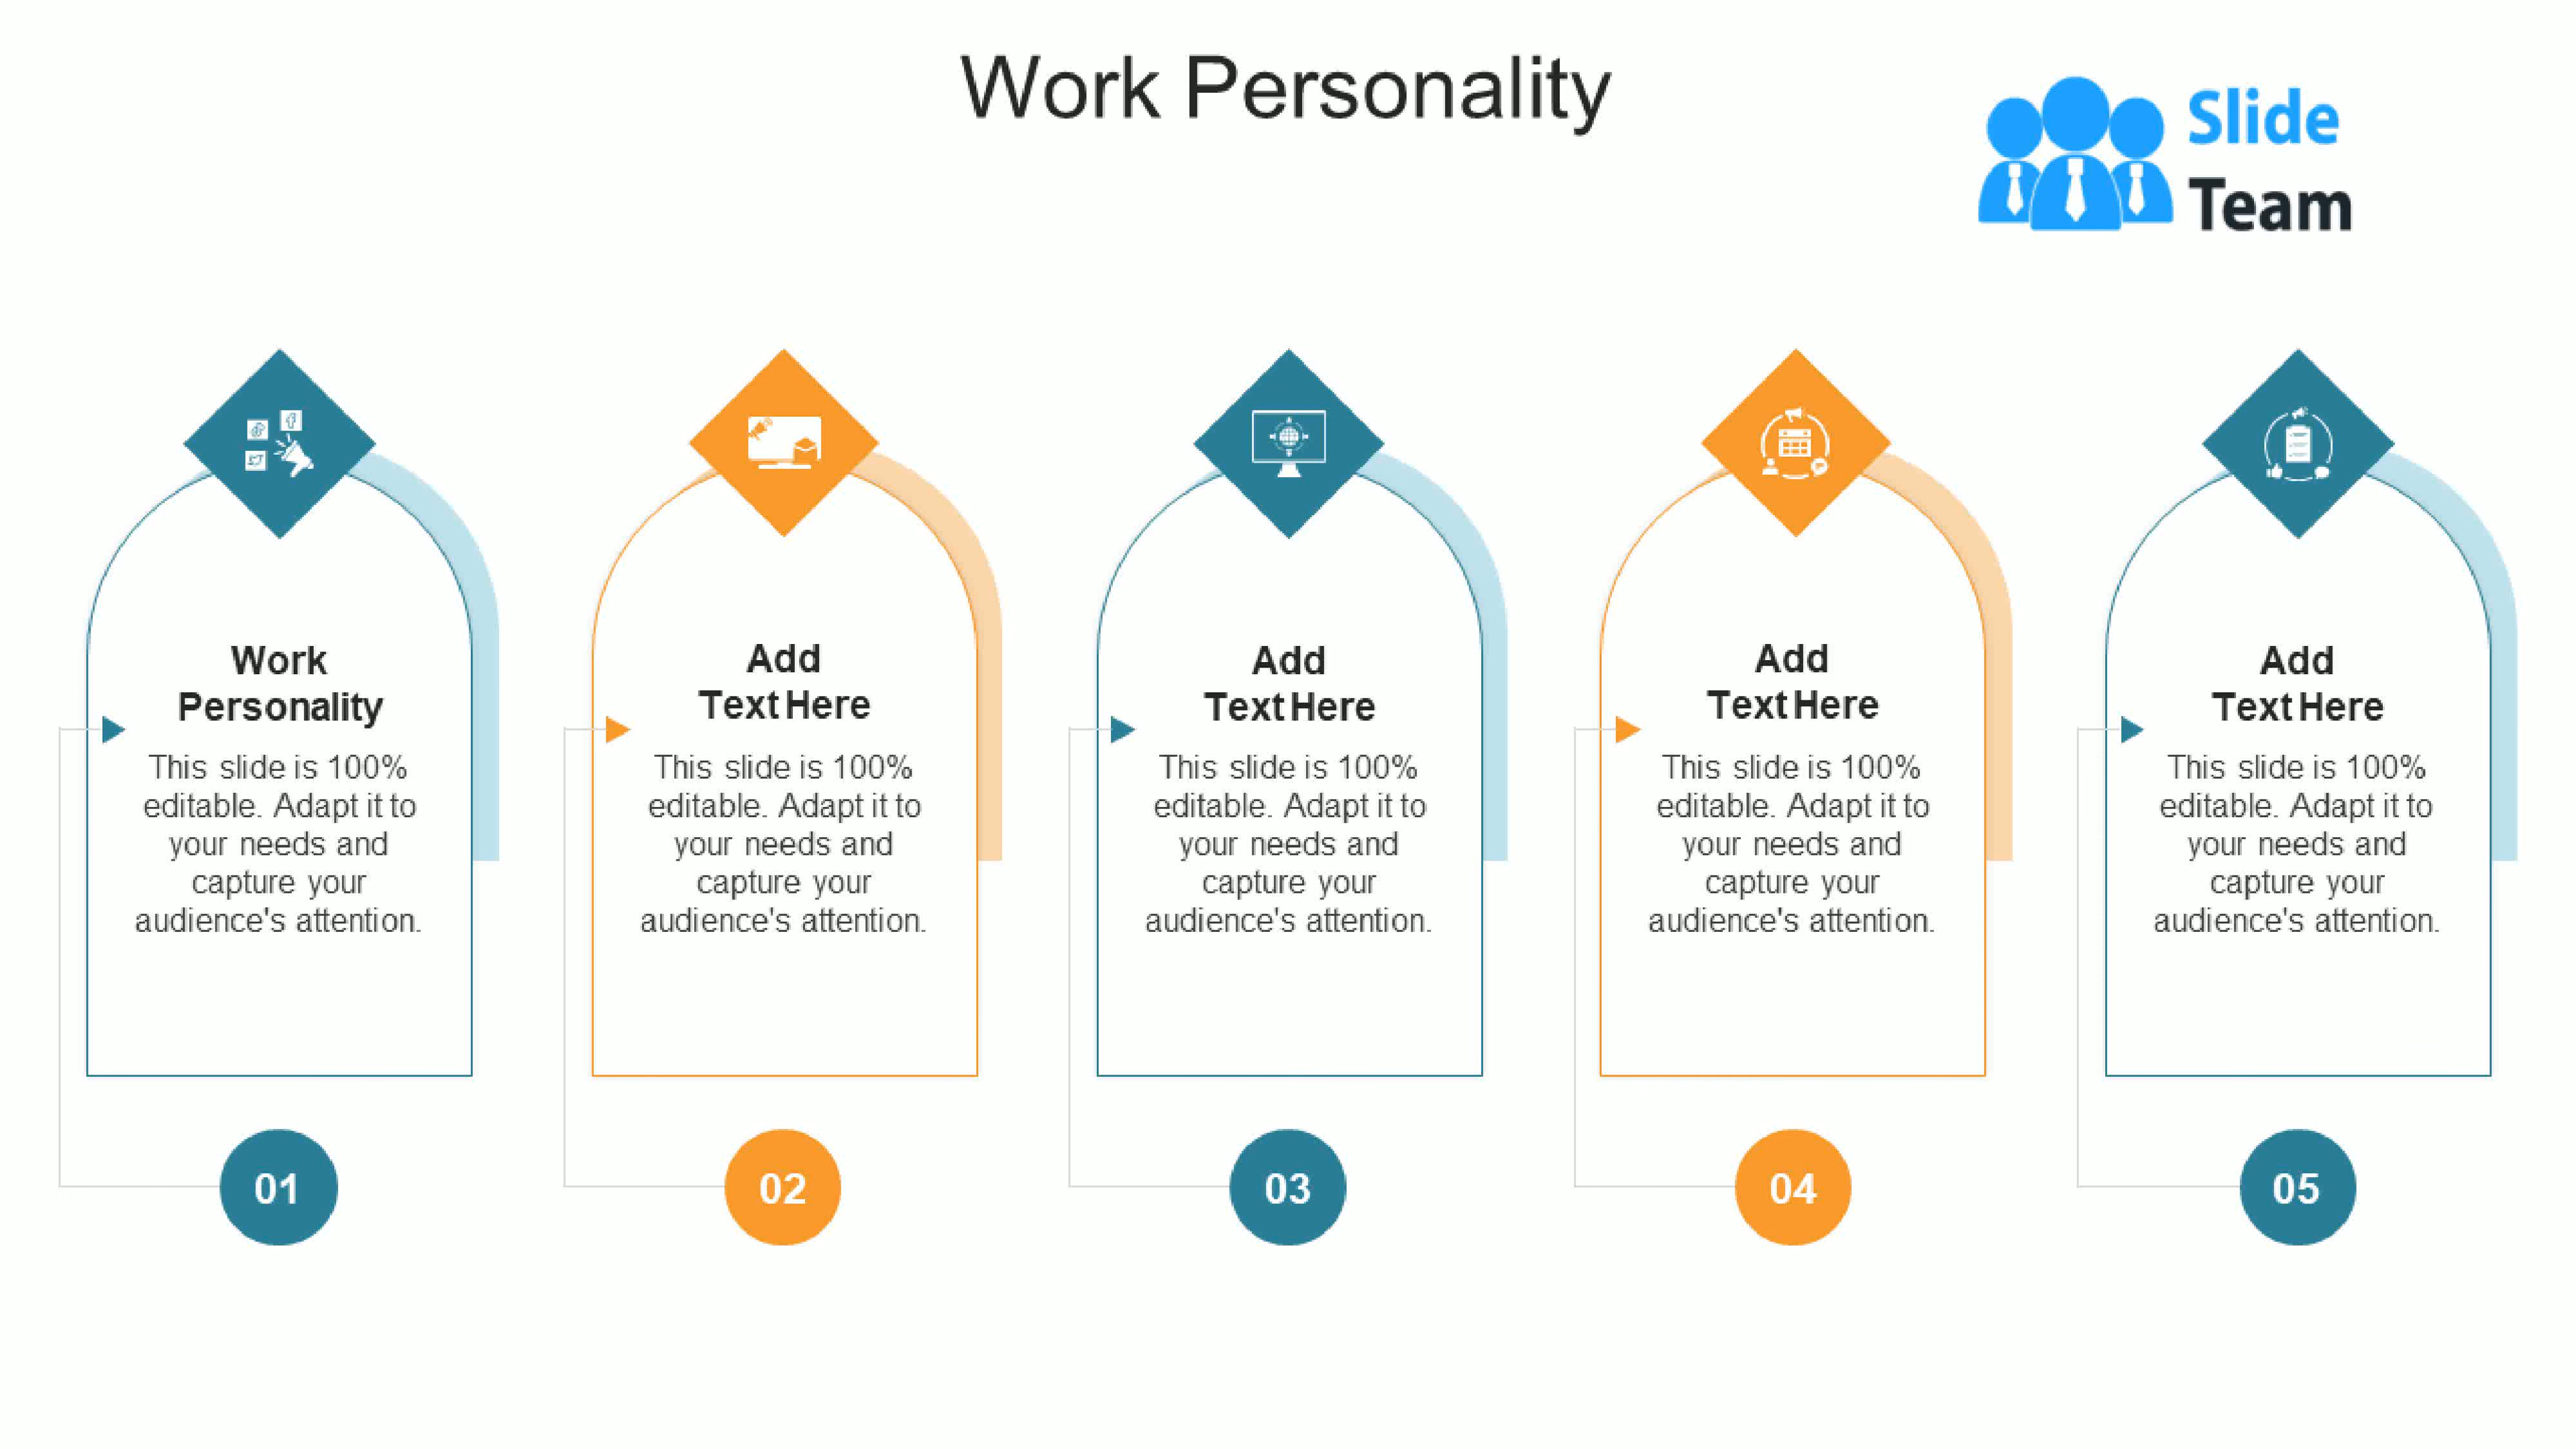 Work Personality
Slide
Team
Work
Personality
This slide is 100%
editable. Adapt it to
your needs and
capture your
audience's attention.
01
Add
Text Here
This slide is 100%
editable. Adapt it to
your needs and
capture your
audience's attention.
02
Add
Text Here
This slide is 100%
editable. Adapt it to
your needs and
capture your
audience's attention.
03
Add
Text Here
This slide is 100%
editable. Adapt it to
your needs and
capture your
audience's attention.
04
Add
Text Here
This slide is 100%
editable. Adapt it to
your needs and
capture your
audience's attention.
05